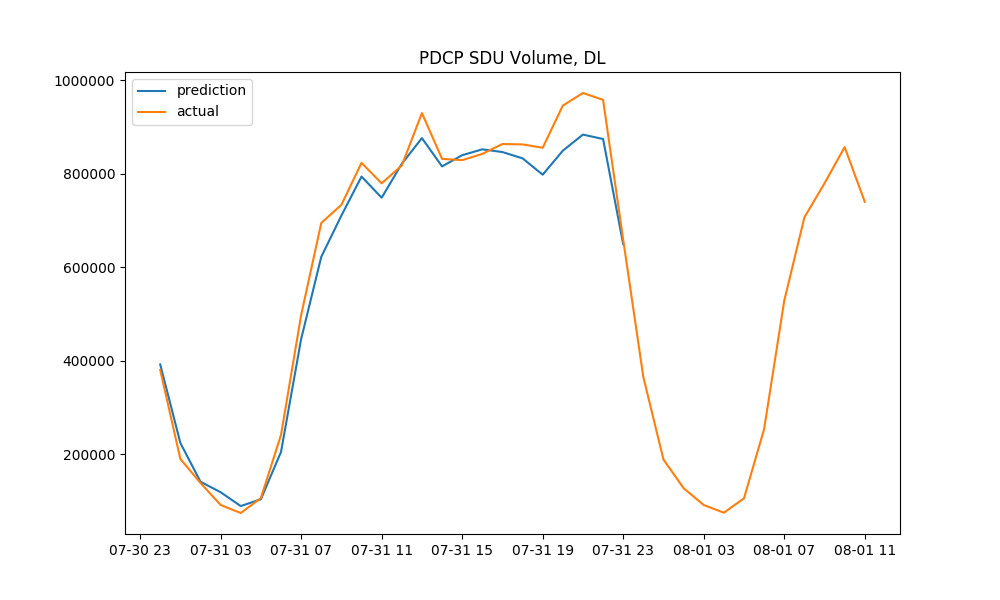 PDCP SDU Volume, DL
prediction
actual
1000000
800000
600000
400000
200000
07-30 23 07-31 03 07-31 07 07-31 11 07-31 15 07-31 19 07-31 23 08-01 03 08-01 07 08-01 11